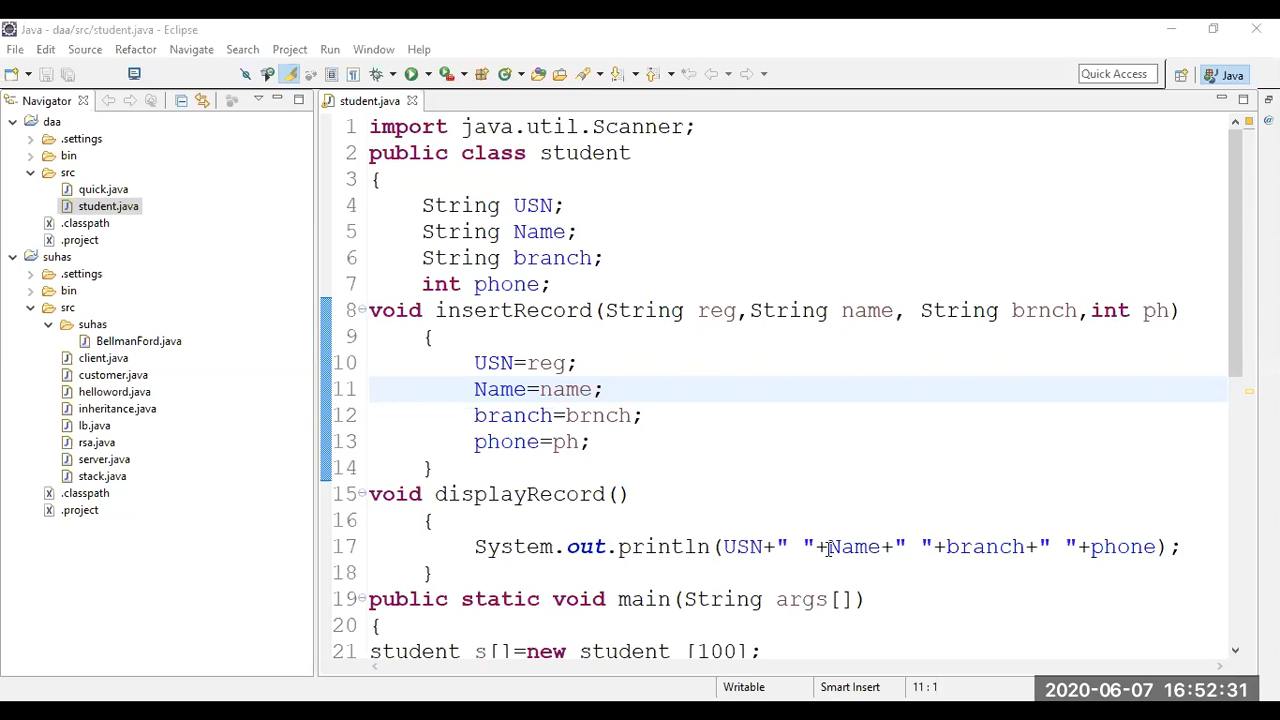 Java - daa/src/student.java - Eclipse
File Edit Source Refactor Navigate Search Project Run Window Help
Quick Access
Java
Navigator
student.java
daa
.settings
bin
src
quick.java
student.java
.classpath
.project
suhas
.settings
bin
src
suhas
BellmanFord.java
client.java
customer.java
helloword.java
inheritance.java
lb.java
rsa.java
server.java
stack.java
.classpath
.project
1 import java.util.Scanner;
2 public class student
3 {
4 String USN;
5 String Name;
6 String branch;
7 int phone;
8 void insertRecord(String reg,String name, String brnch,int ph)
9 {
10 USN=reg;
11 Name=name;
12 branch=brnch;
13 phone=ph;
14 }
15 void displayRecord()
16 {
17 System.out.println(USN+" "+Name+" "+branch+" "+phone);
18 }
19 public static void main(String args[])
20 {
21 student s[]=new student [100];
Writable Smart Insert 11 : 1
2020-06-07 16:52:31